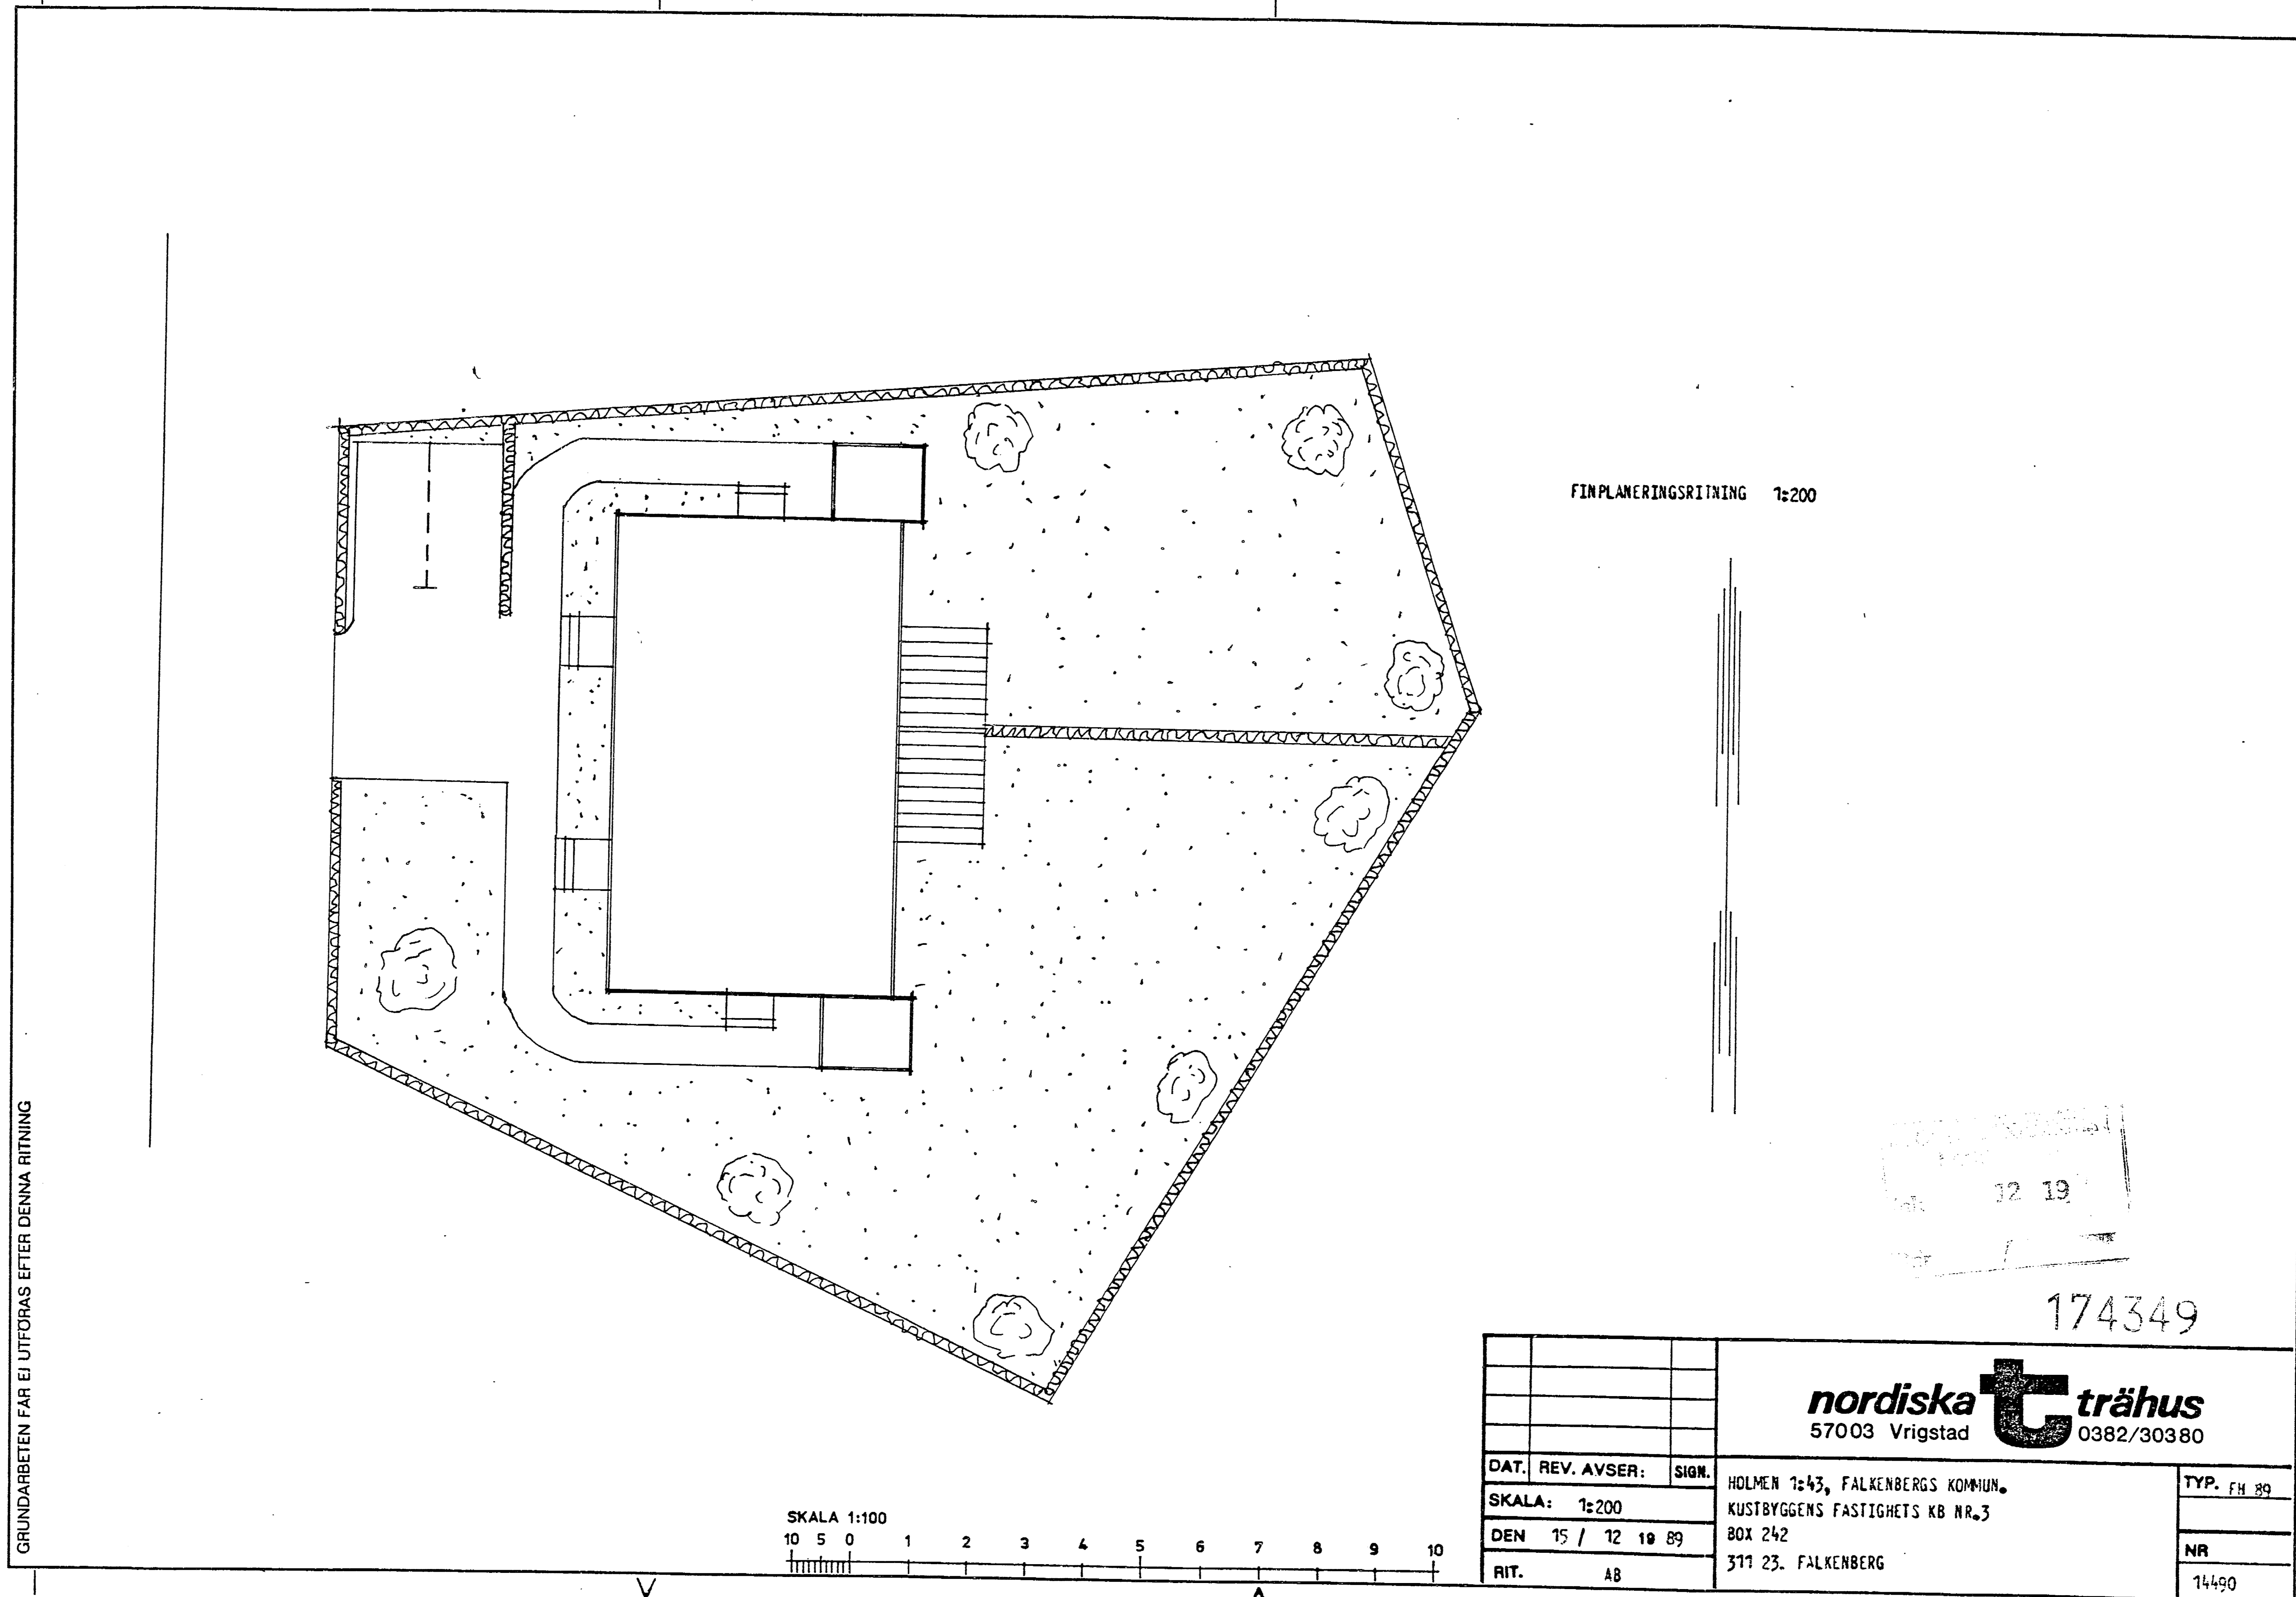 FINPLANERINGSRITNING 1:200
GRUNDARBETEN FÅR EJ UTFÖRAS EFTER DENNA RITNING
12 19
174349
nordiska t trähus
57003 Vrigstad 0382/30380
DAT. REV. AVSER: SIGN.
SKALA: 1:200
DEN 15 / 12 19 89
RIT. AB
HOLMEN 1:43, FALKENBERGS KOMMUN.
KUSTBYGGENS FASTIGHETS KB NR.3
BOX 242
311 23. FALKENBERG
TYP. FH 89
NR
14490
SKALA 1:100
10 5 0 1 2 3 4 5 6 7 8 9 10